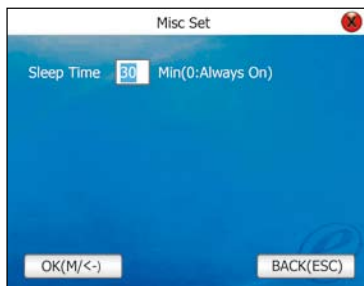 Misc Set
Sleep Time 30 Min(0:Always On)
OK(M/<-)
BACK(ESC)